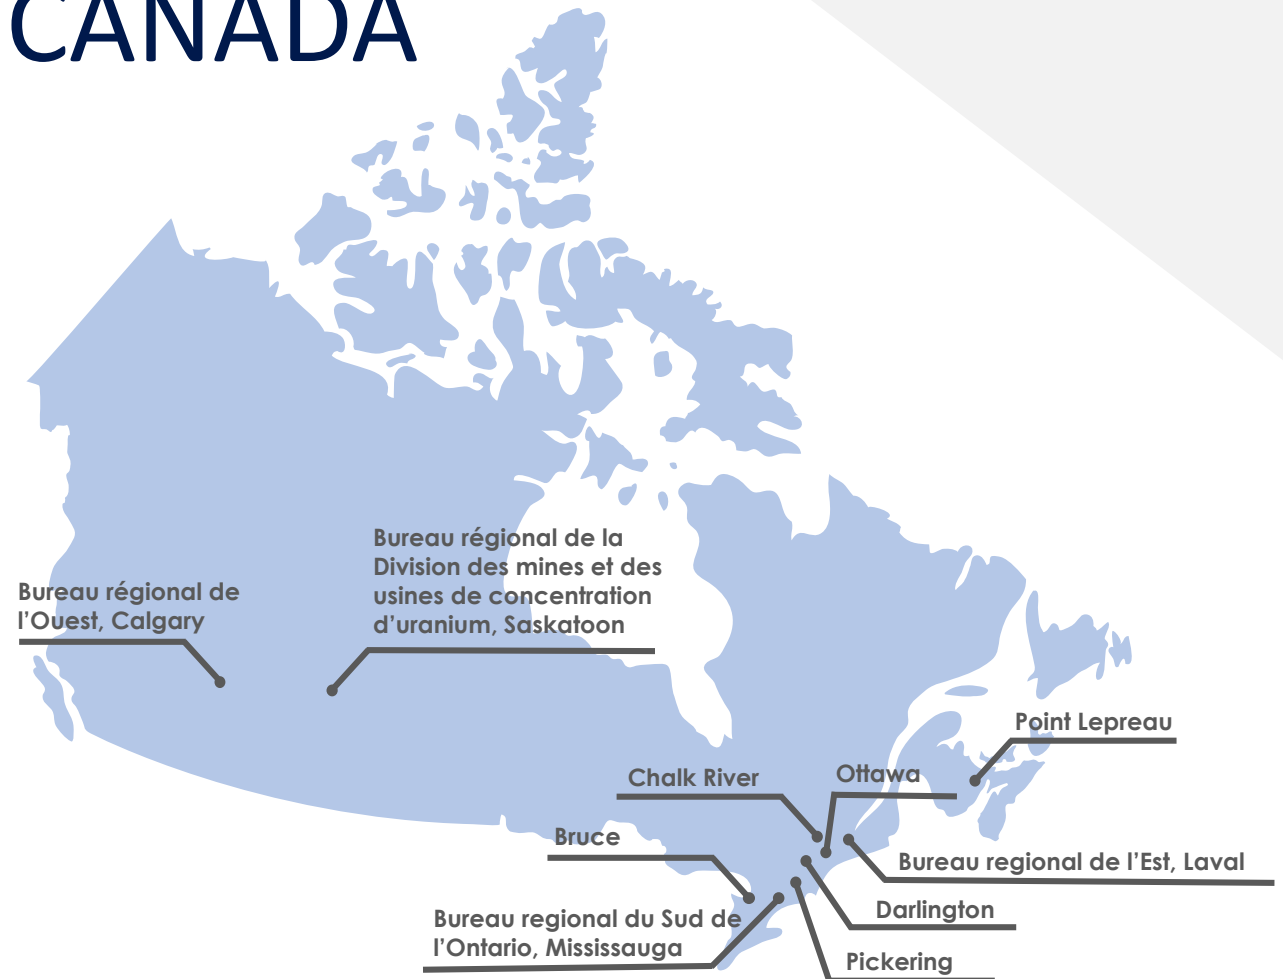 CANADA
Bureau régional de la
Division des mines et des
usines de concentration
d'uranium, Saskatoon
Bureau régional de
l'Ouest, Calgary
Point Lepreau
Chalk River
Ottawa
Bruce
Bureau regional de l'Est, Laval
Darlington
Bureau regional du Sud de
l'Ontario, Mississauga
Pickering